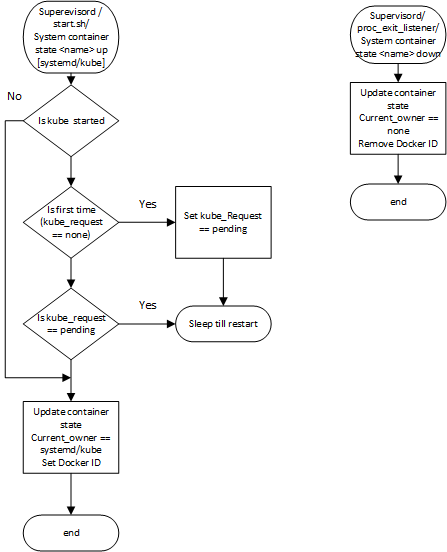 Superevisord /
start.sh/
System container
state <name> up
[systemd/kube]
No
Is kube started
Is first time
(kube_request
== none)
Yes
Set kube_Request
== pending
Is kube_request
== pending
Yes
Sleep till restart
Update container
state
Current_owner ==
systemd/kube
Set Docker ID
end
Supervisord/
proc_exit_listener/
System container
state <name> down
Update container
state
Current_owner ==
none
Remove Docker ID
end